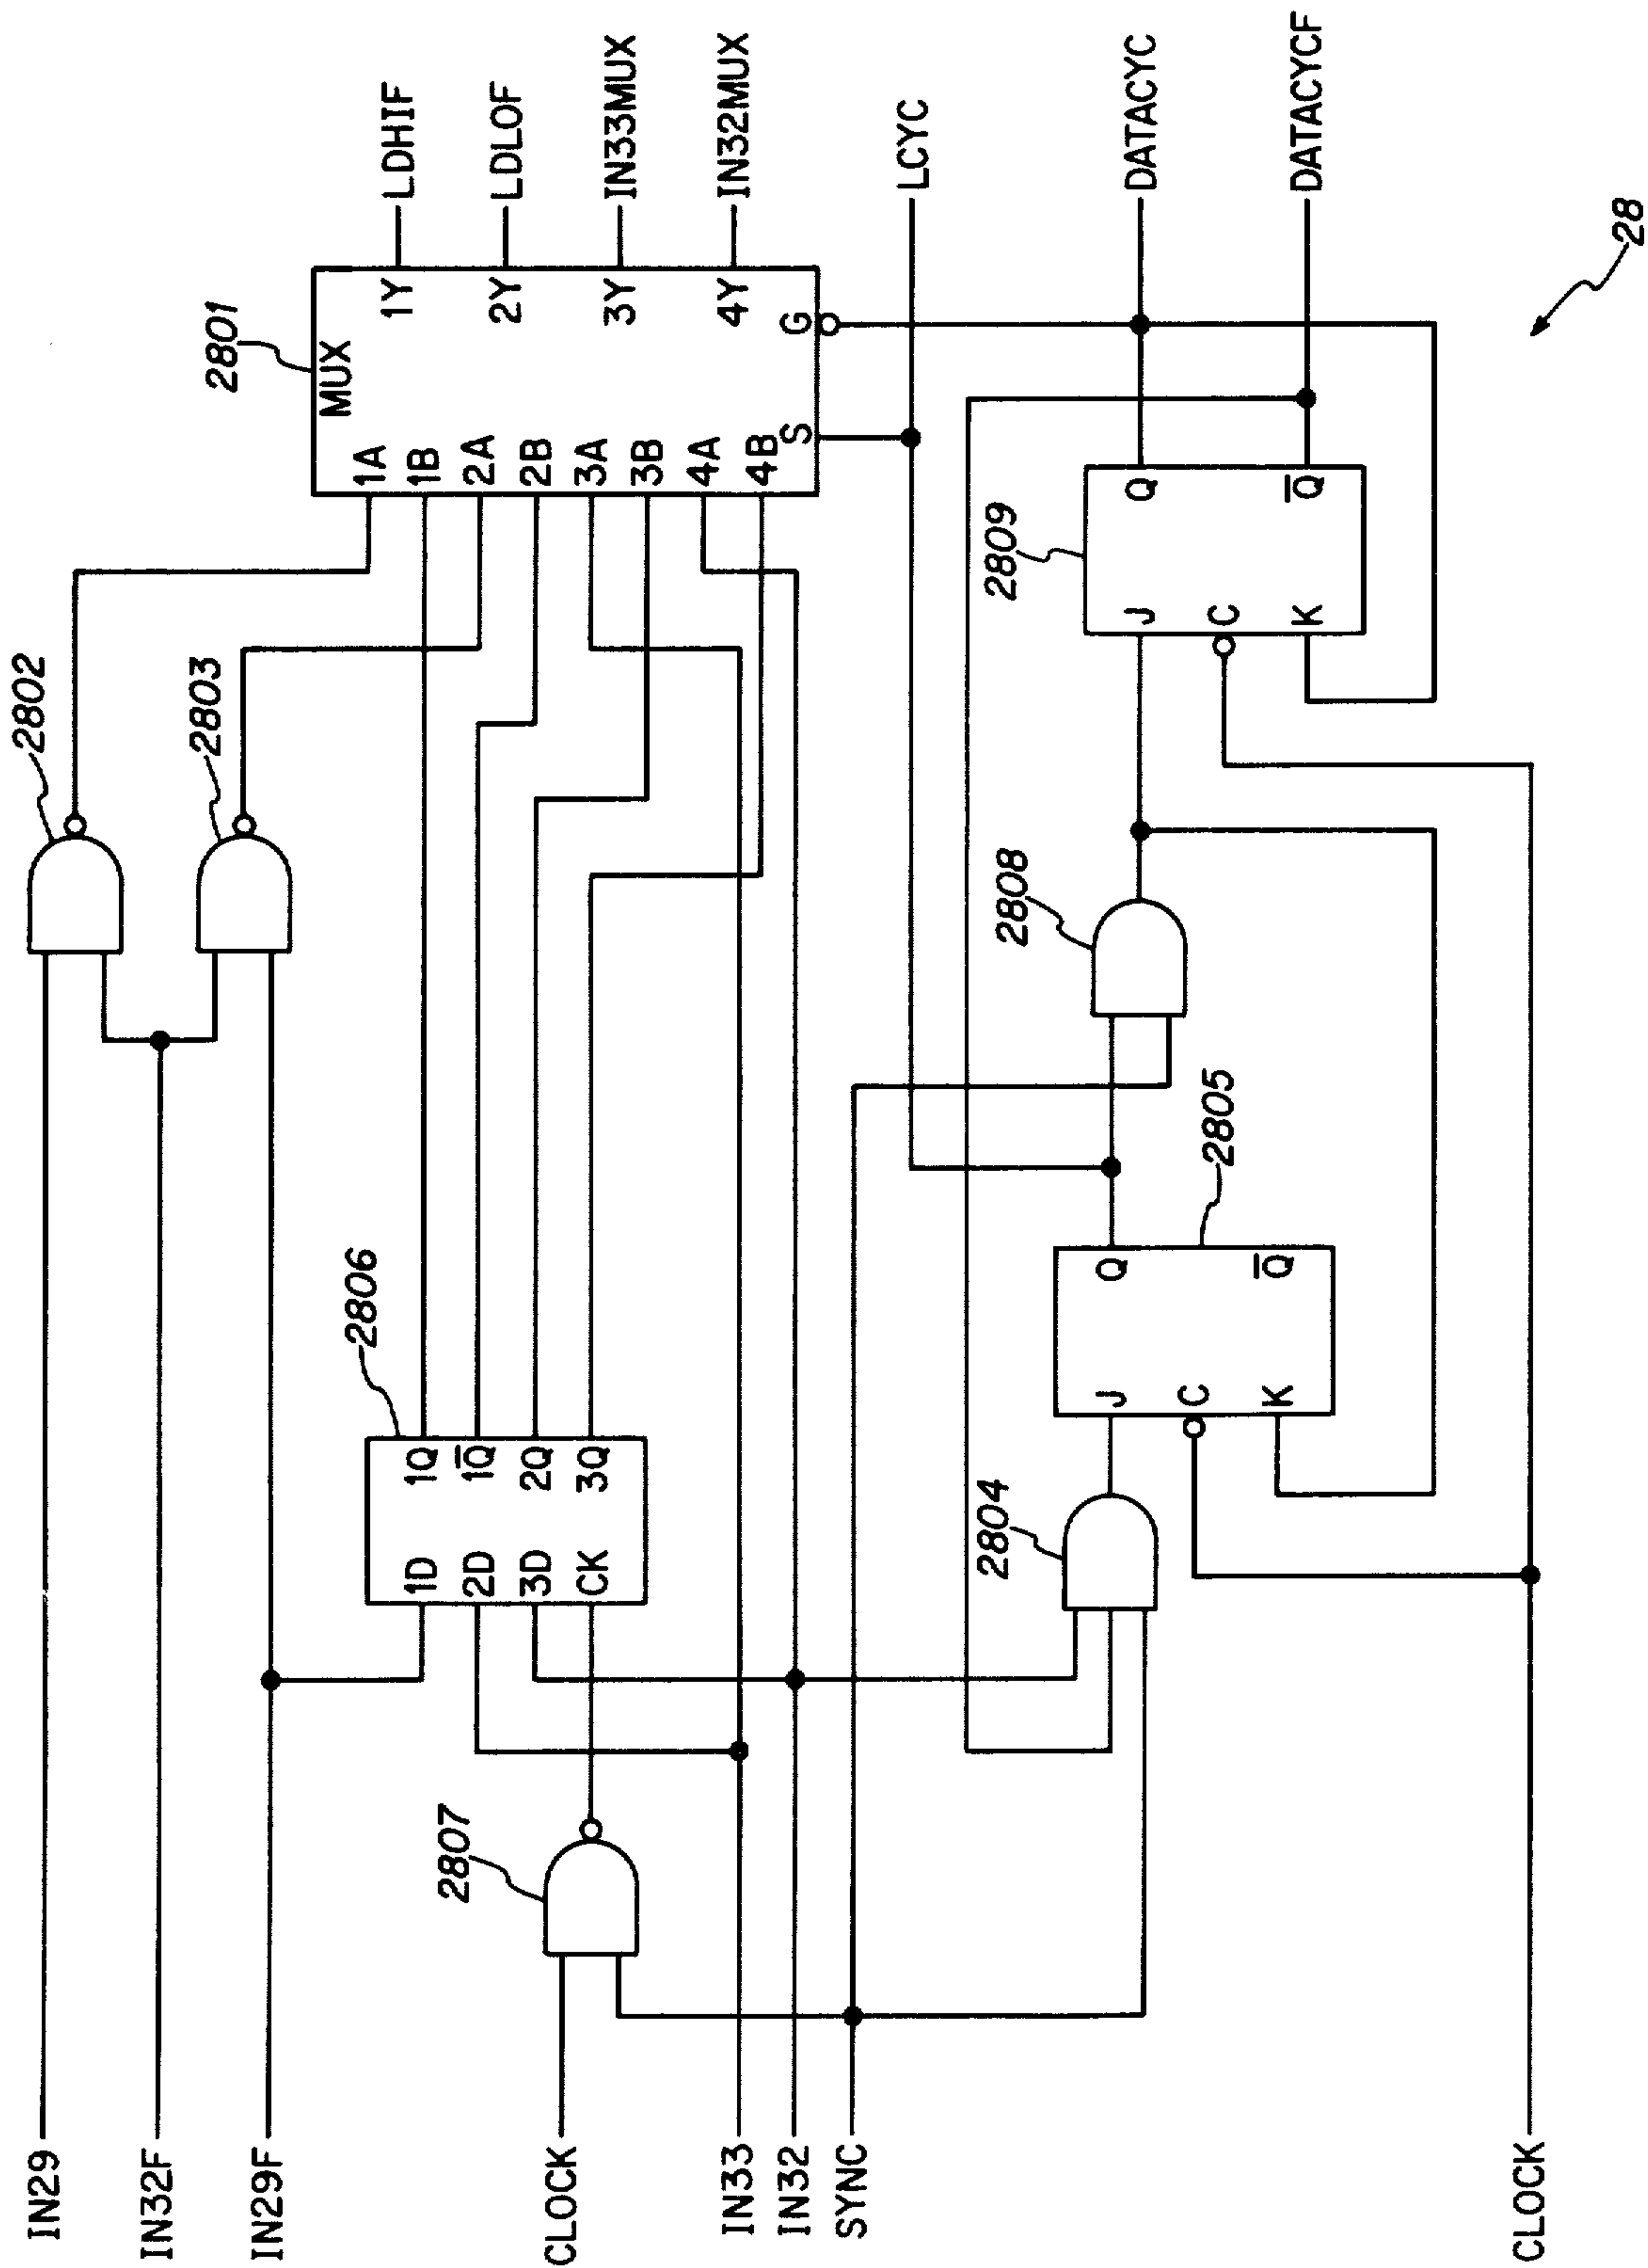 IN29
IN32F
IN29F
CLOCK
IN33
IN32
SYNC
CLOCK
2802
2803
2807
2806
1D
2D
3D
CK
1Q
1Q̅
2Q
3Q
2801
MUX
1A
1B
2A
2B
3A
3B
4A
4B
S
G
1Y
2Y
3Y
4Y
LDHIF
LDLOF
IN33MUX
IN32MUX
LCYC
2804
J
C
K
Q
Q̅
2805
2808
2809
J
C
K
Q
Q̅
DATACYC
DATACYCF
28